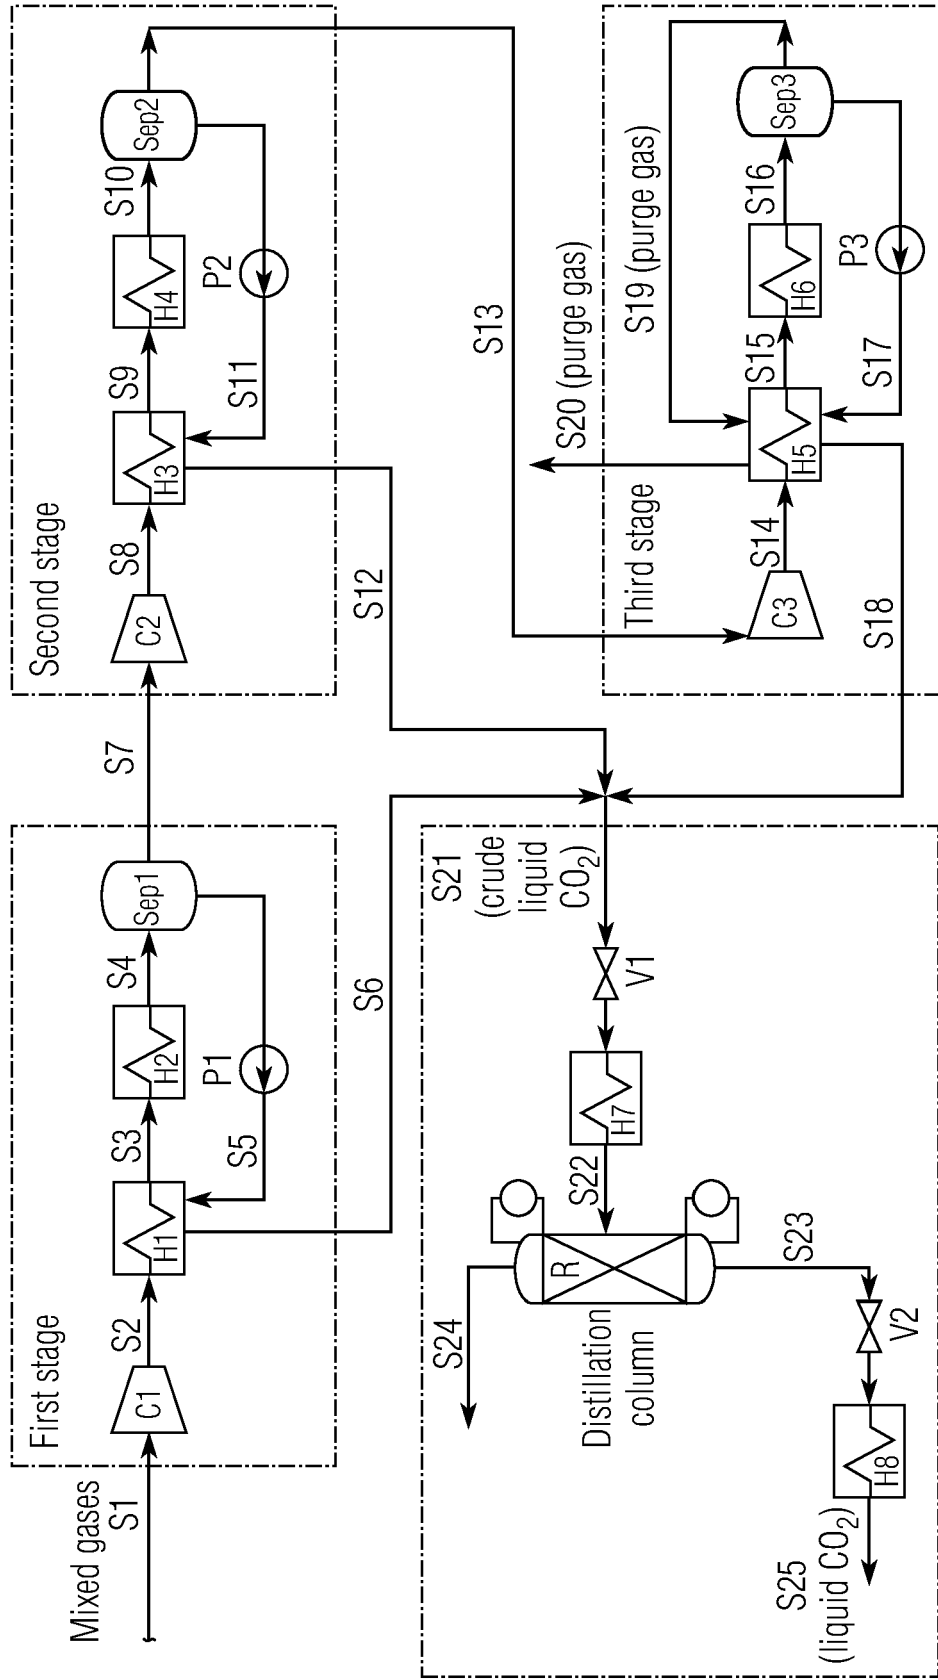 First stage
Mixed gases
S1
C1
S2
H1
S3
H2
S4
Sep1
S5
P1
S6
S7
Second stage
C2
S8
H3
S9
H4
S10
Sep2
S11
P2
S12
S13
Third stage
C3
S14
H5
S15
H6
S16
Sep3
P3
S17
S18
S19 (purge gas)
S20 (purge gas)
S21
(crude
liquid
CO₂)
V1
H7
S22
R
Distillation
column
S24
S23
V2
H8
S25
(liquid CO₂)